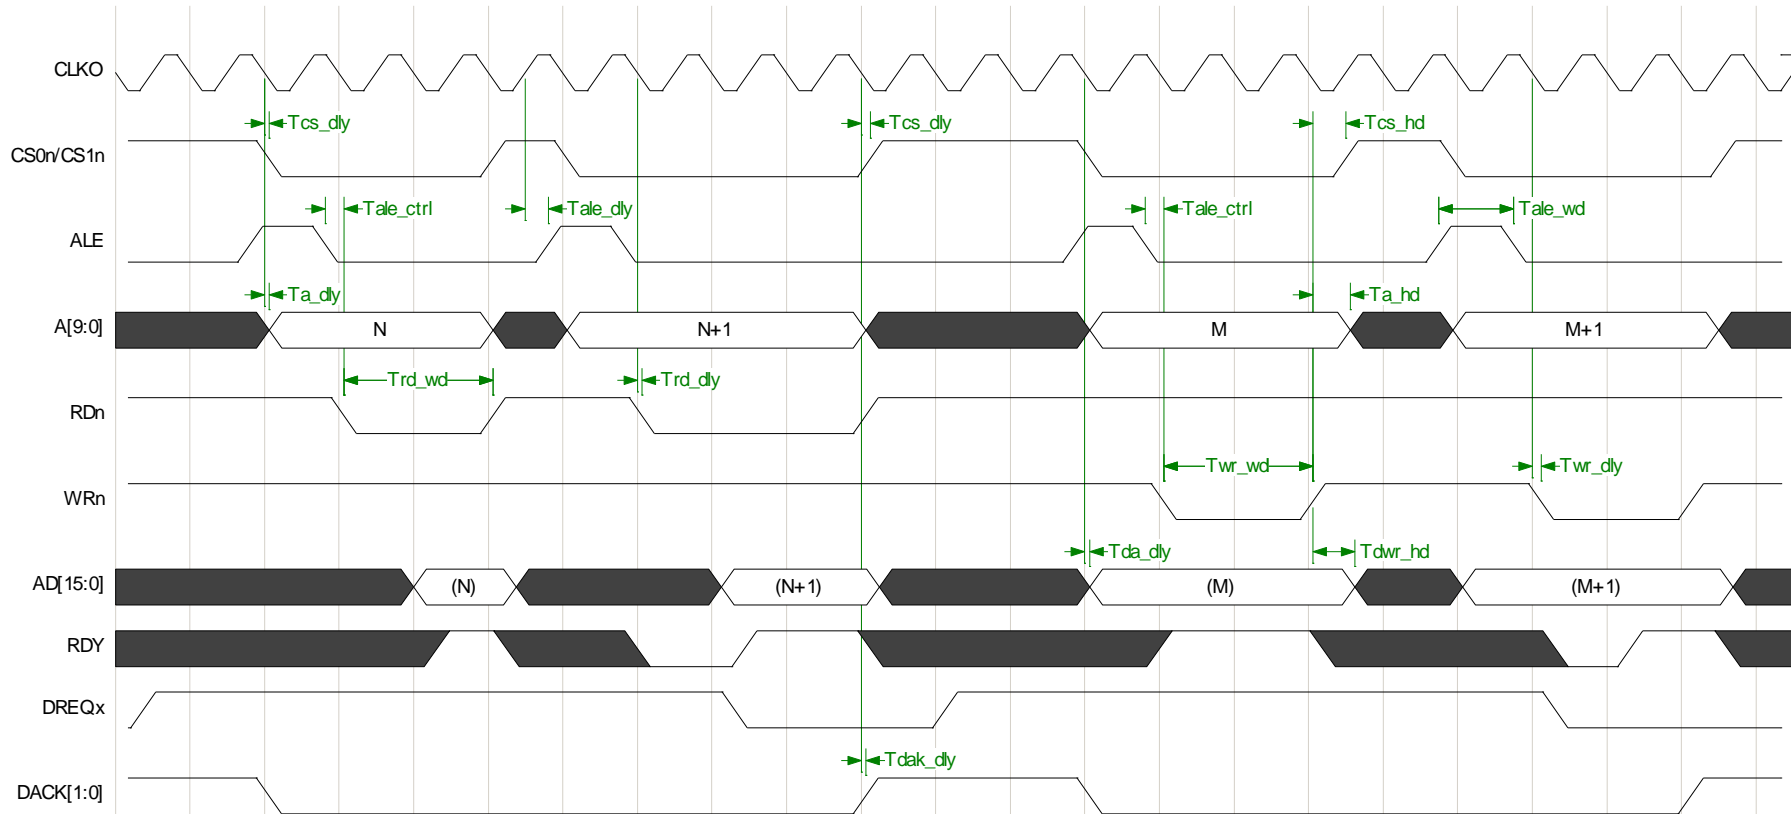 CLKO
Tcs_dly
Tcs_dly
Tcs_hd
CS0n/CS1n
Tale_ctrl
Tale_dly
Tale_ctrl
Tale_wd
ALE
Ta_dly
Ta_hd
A[9:0]
N
N+1
M
M+1
Trd_wd
Trd_dly
RDn
Twr_wd
Twr_dly
WRn
Tda_dly
Tdwr_hd
AD[15:0]
(N)
(N+1)
(M)
(M+1)
RDY
DREQx
Tdak_dly
DACK[1:0]